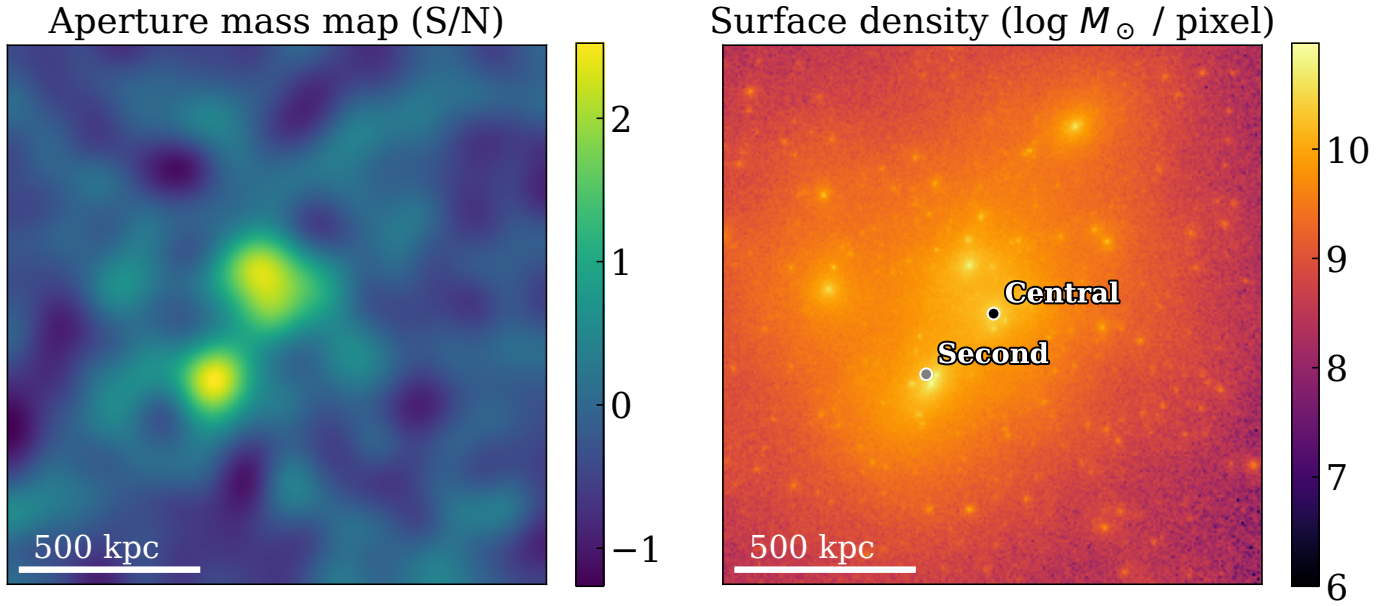 Aperture mass map (S/N)
2
1
0
−1
500 kpc
Surface density (log M⊙ / pixel)
10
9
8
7
6
Central
Second
500 kpc